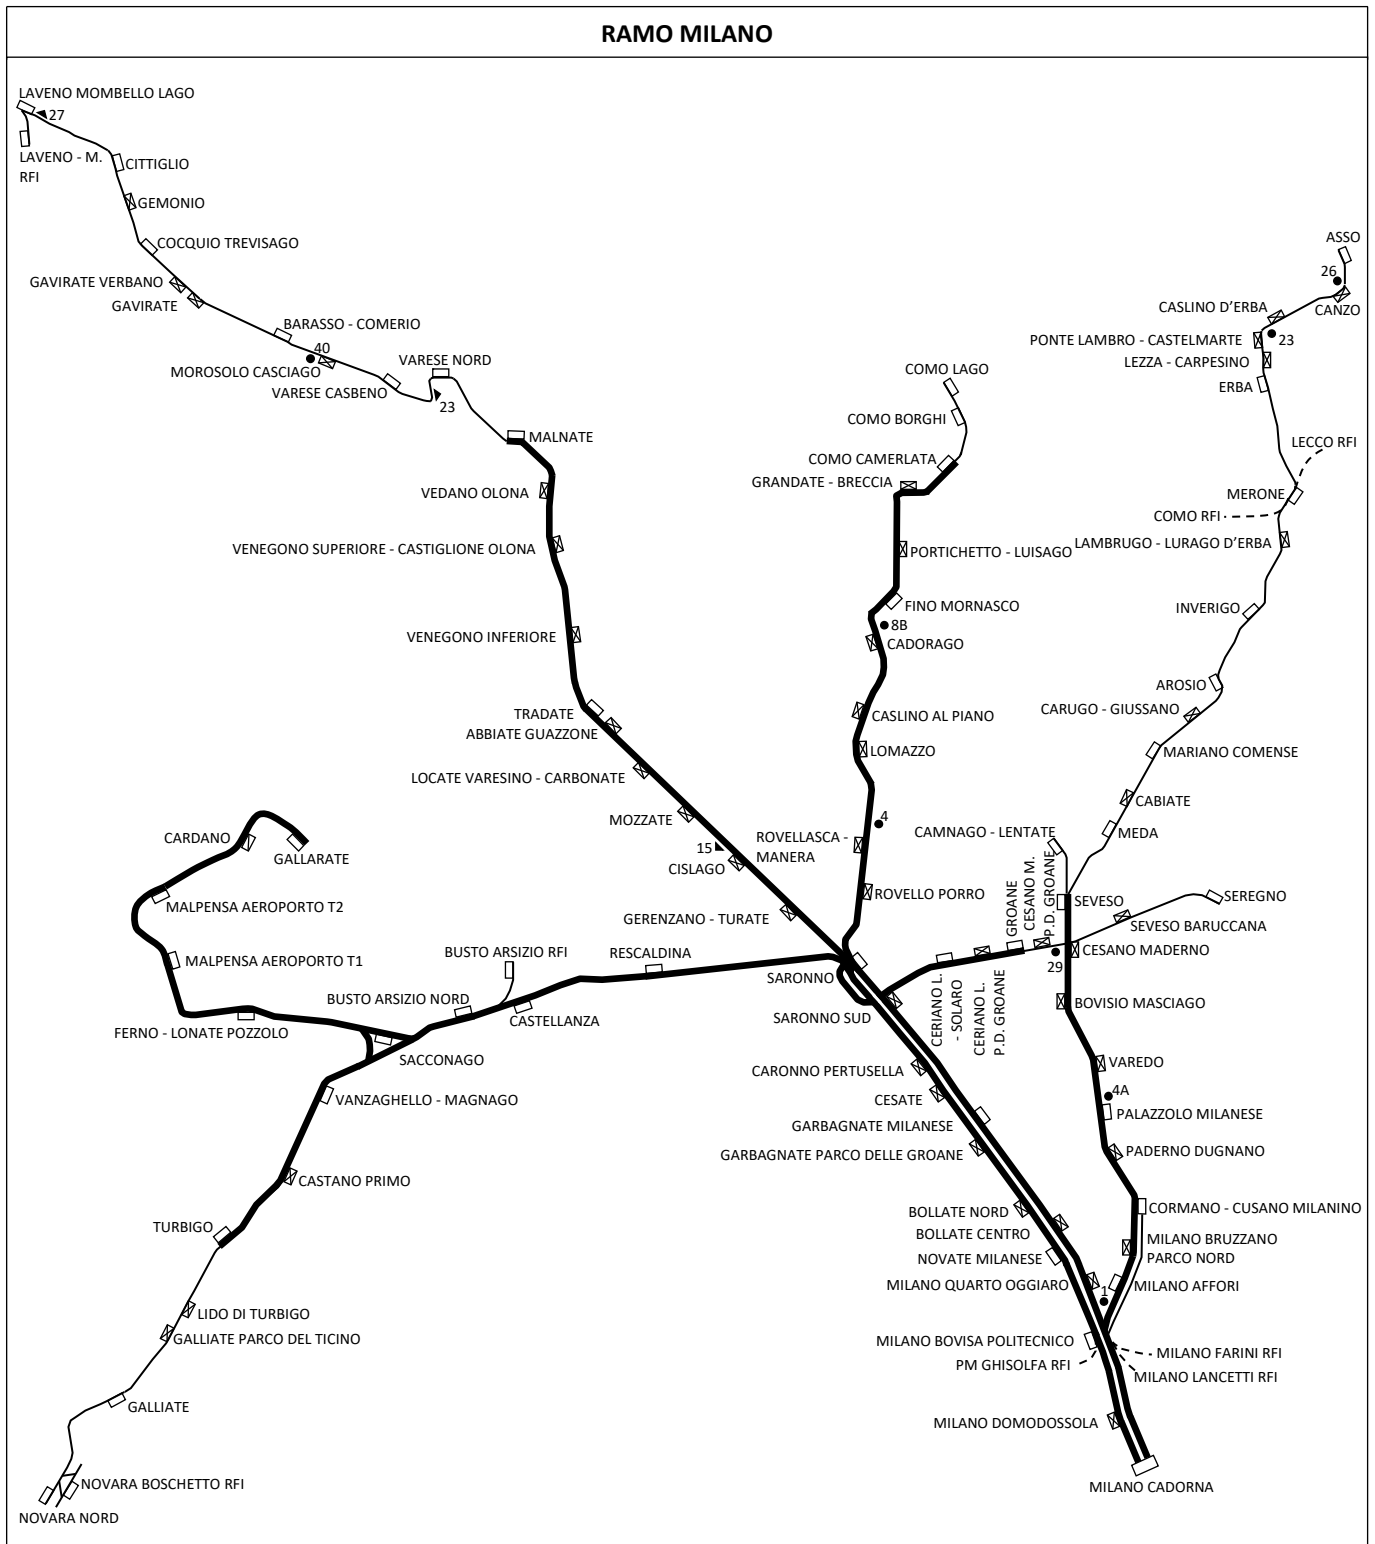 RAMO MILANO
LAVENO MOMBELLO LAGO
27
LAVENO - M.
RFI
CITTIGLIO
GEMONIO
COCQUIO TREVISAGO
GAVIRATE VERBANO
GAVIRATE
BARASSO - COMERIO
40
MOROSOLO CASCIAGO
VARESE CASBENO
VARESE NORD
23
MALNATE
VEDANO OLONA
VENEGONO SUPERIORE - CASTIGLIONE OLONA
VENEGONO INFERIORE
TRADATE
ABBIATE GUAZZONE
LOCATE VARESINO - CARBONATE
MOZZATE
15
CISLAGO
GERENZANO - TURATE
COMO LAGO
COMO BORGHI
COMO CAMERLATA
GRANDATE - BRECCIA
PORTICHETTO - LUISAGO
FINO MORNASCO
8B
CADORAGO
CASLINO AL PIANO
LOMAZZO
4
ROVELLASCA -
MANERA
ROVELLO PORRO
ASSO
26
CANZO
CASLINO D’ERBA
PONTE LAMBRO - CASTELMARTE
23
LEZZA - CARPESINO
ERBA
LECCO RFI
MERONE
COMO RFI
LAMBRUGO - LURAGO D’ERBA
INVERIGO
AROSIO
CARUGO - GIUSSANO
MARIANO COMENSE
CABIATE
MEDA
CAMNAGO - LENTATE
SEVESO
SEREGNO
SEVESO BARUCCANA
CESANO MADERNO
29
GROANE
CESANO M.
P.D. GROANE
CERIANO L.
- SOLARO
CERIANO L.
P.D. GROANE
BOVISIO MASCIAGO
VAREDO
4A
PALAZZOLO MILANESE
PADERNO DUGNANO
CORMANO - CUSANO MILANINO
MILANO BRUZZANO
PARCO NORD
MILANO AFFORI
1
CARDANO
GALLARATE
MALPENSA AEROPORTO T2
MALPENSA AEROPORTO T1
FERNO - LONATE POZZOLO
BUSTO ARSIZIO NORD
BUSTO ARSIZIO RFI
CASTELLANZA
RESCALDINA
SACCONAGO
VANZAGHELLO - MAGNAGO
CASTANO PRIMO
TURBIGO
LIDO DI TURBIGO
GALLIATE PARCO DEL TICINO
GALLIATE
NOVARA BOSCHETTO RFI
NOVARA NORD
SARONNO
SARONNO SUD
CARONNO PERTUSELLA
CESATE
GARBAGNATE MILANESE
GARBAGNATE PARCO DELLE GROANE
BOLLATE NORD
BOLLATE CENTRO
NOVATE MILANESE
MILANO QUARTO OGGIARO
MILANO BOVISA POLITECNICO
PM GHISOLFA RFI
MILANO FARINI RFI
MILANO LANCETTI RFI
MILANO DOMODOSSOLA
MILANO CADORNA